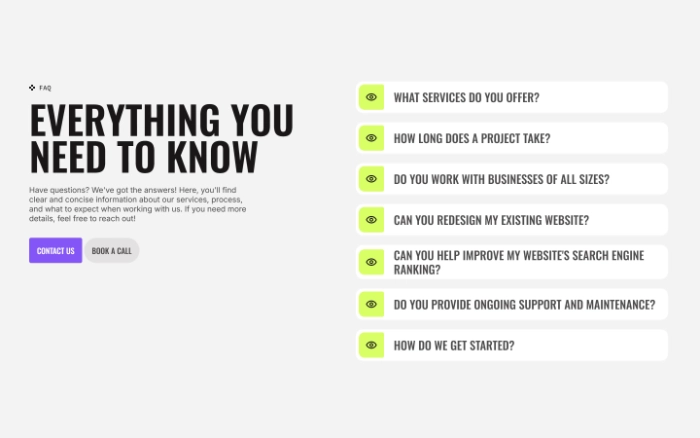 FAQ
EVERYTHING YOU
NEED TO KNOW
Have questions? We've got the answers! Here, you'll find
clear and concise information about our services, process,
and what to expect when working with us. If you need more
details, feel free to reach out!
CONTACT US
BOOK A CALL
WHAT SERVICES DO YOU OFFER?
HOW LONG DOES A PROJECT TAKE?
DO YOU WORK WITH BUSINESSES OF ALL SIZES?
CAN YOU REDESIGN MY EXISTING WEBSITE?
CAN YOU HELP IMPROVE MY WEBSITE'S SEARCH ENGINE
RANKING?
DO YOU PROVIDE ONGOING SUPPORT AND MAINTENANCE?
HOW DO WE GET STARTED?